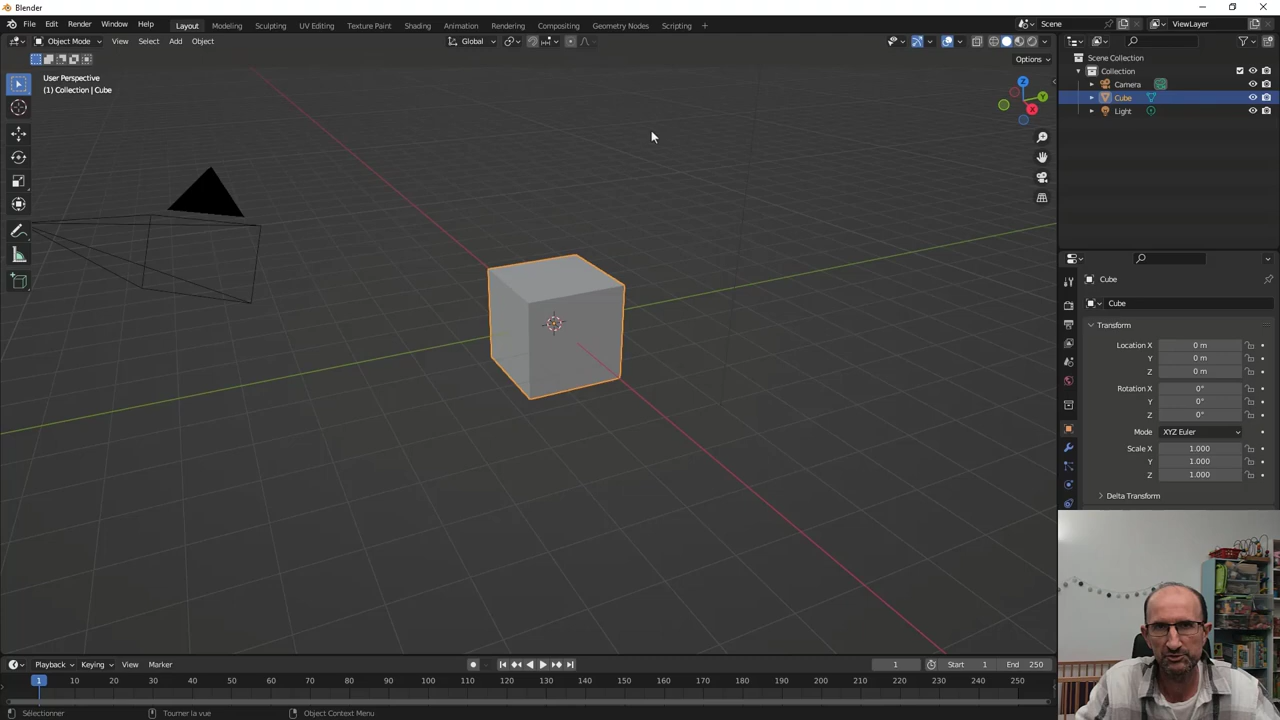 Blender
File Edit Render Window Help Layout Modeling Sculpting UV Editing Texture Paint Shading Animation Rendering Compositing Geometry Nodes Scripting + Scene ViewLayer
Object Mode View Select Add Object Global
Options
User Perspective
(1) Collection | Cube
X
Y
Z
Scene Collection
Collection
Camera
Cube
Light
Cube
Cube
Transform
Location X 0 m
Y 0 m
Z 0 m
Rotation X 0°
Y 0°
Z 0°
Mode XYZ Euler
Scale X 1.000
Y 1.000
Z 1.000
Delta Transform
Playback Keying View Marker 1 Start 1 End 250
1 10 20 30 40 50 60 70 80 90 100 110 120 130 140 150 160 170 180 190 200 210 220 230 240 250
Sélectionner Tourner la vue Object Context Menu